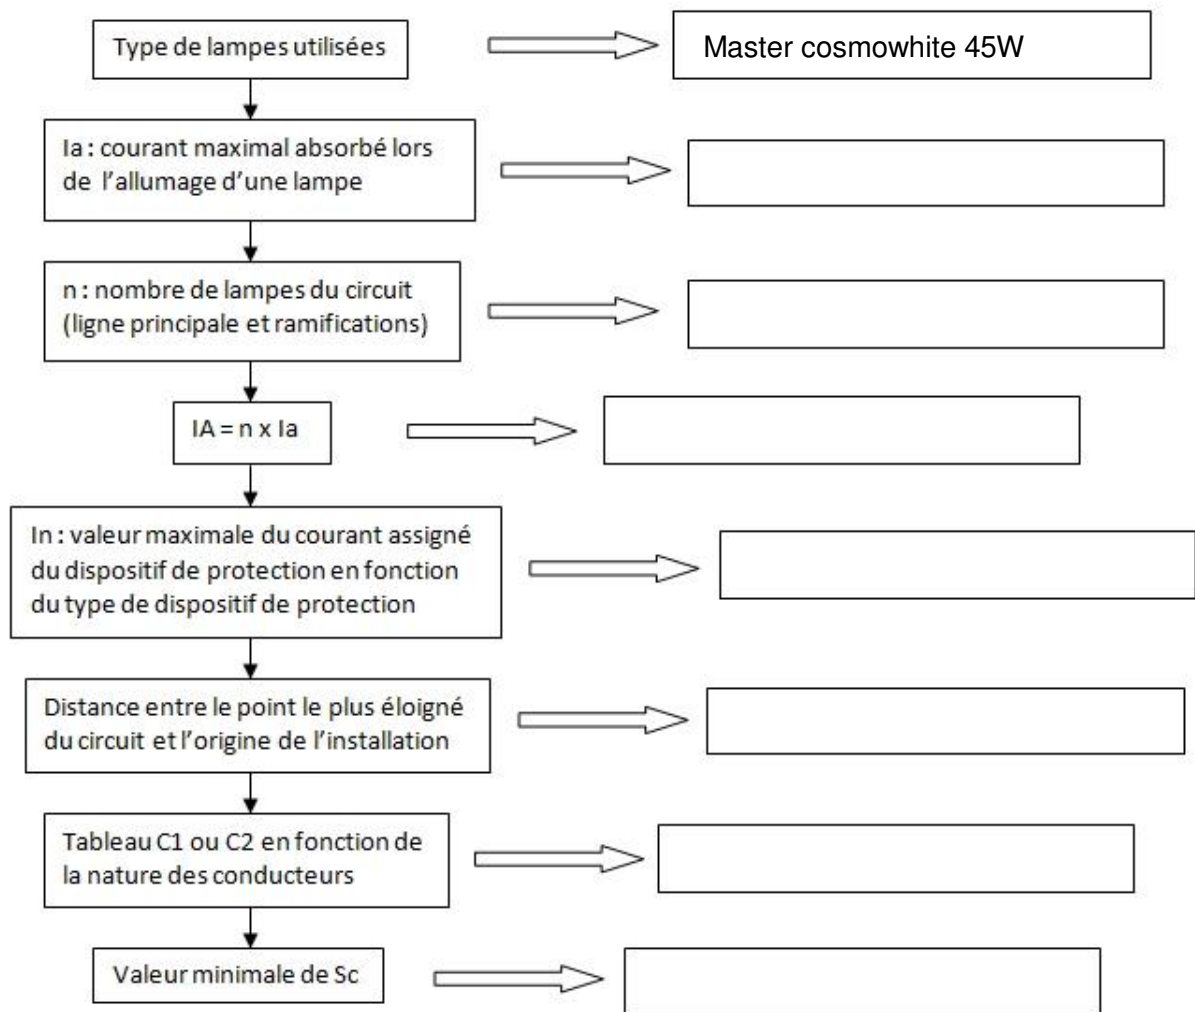 Type de lampes utilisées
Master cosmowhite 45W
Ia : courant maximal absorbé lors
de l'allumage d'une lampe
n : nombre de lampes du circuit
(ligne principale et ramifications)
IA = n x Ia
In : valeur maximale du courant assigné
du dispositif de protection en fonction
du type de dispositif de protection
Distance entre le point le plus éloigné
du circuit et l'origine de l'installation
Tableau C1 ou C2 en fonction de
la nature des conducteurs
Valeur minimale de Sc